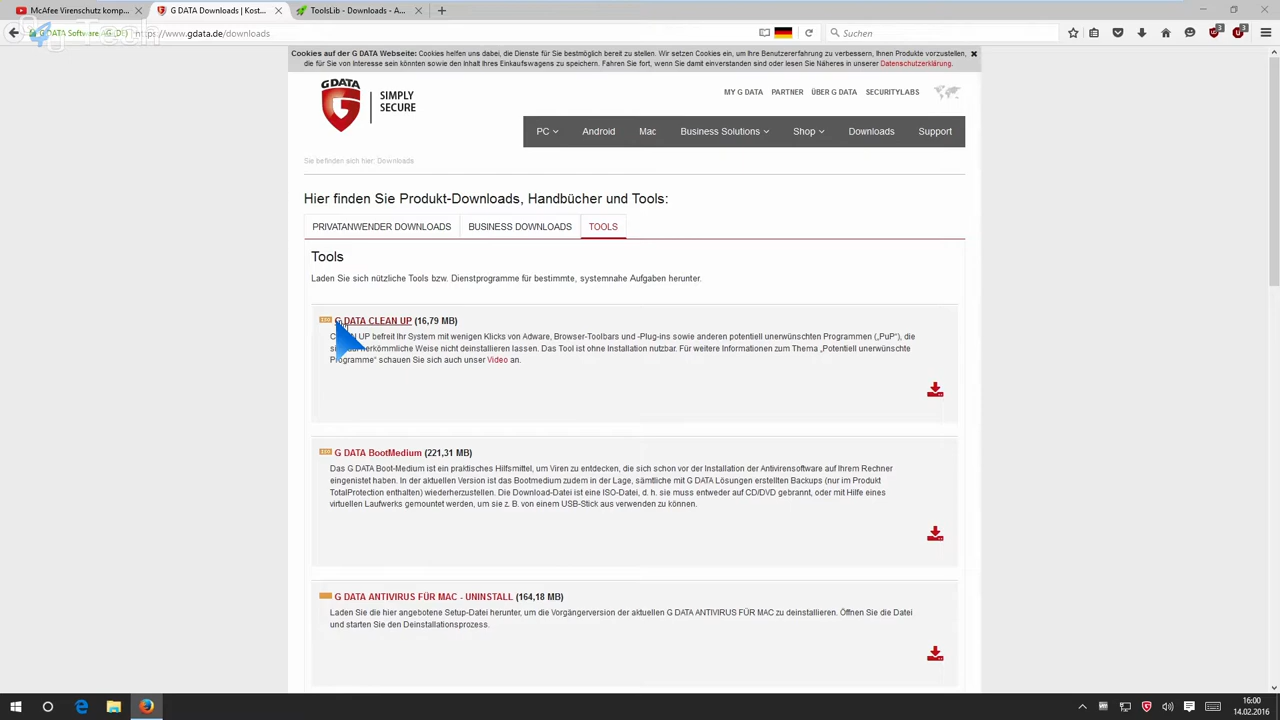 McAfee Virenschutz komp...
G DATA | Downloads | Kost...
ToolsLib - Downloads - A...
G DATA Software AG (DE)
https://www.gdata.de/downloads
Suchen
Cookies auf der G DATA Webseite: Cookies helfen uns dabei, die Dienste für Sie bestmöglich bereit zu stellen. Wir setzen Cookies ein, um Ihre Benutzererfahrung zu verbessern, Ihnen Produkte vorzustellen,
die für Sie von Interesse sein könnten sowie den Inhalt Ihres Einkaufswagens zu speichern. Fahren Sie fort, wenn Sie damit einverstanden sind oder lesen Sie Näheres in unserer Datenschutzerklärung.
G DATA
SIMPLY
SECURE
MY G DATA PARTNER ÜBER G DATA SECURITYLABS
PC Android Mac Business Solutions Shop Downloads Support
Sie befinden sich hier: Downloads
Hier finden Sie Produkt-Downloads, Handbücher und Tools:
PRIVATANWENDER DOWNLOADS BUSINESS DOWNLOADS TOOLS
Tools
Laden Sie sich nützliche Tools bzw. Dienstprogramme für bestimmte, systemnahe Aufgaben herunter.
G DATA CLEAN UP (16,79 MB)
UP befreit Ihr System mit wenigen Klicks von Adware, Browser-Toolbars und -Plug-ins sowie anderen potentiell unerwünschten Programmen („PuP"), die
herkömmliche Weise nicht deinstallieren lassen. Das Tool ist ohne Installation nutzbar. Für weitere Informationen zum Thema „Potentiell unerwünschte
Programme" schauen Sie sich auch unser Video an.
G DATA BootMedium (221,31 MB)
Das G DATA Boot-Medium ist ein praktisches Hilfsmittel, um Viren zu entdecken, die sich schon vor der Installation der Antivirensoftware auf Ihrem Rechner
eingenistet haben. In der aktuellen Version ist das Bootmedium zudem in der Lage, sämtliche mit G DATA Lösungen erstellten Backups (nur im Produkt
TotalProtection enthalten) wiederherzustellen. Die Download-Datei ist eine ISO-Datei, d. h. sie muss entweder auf CD/DVD gebrannt, oder mit Hilfe eines
virtuellen Laufwerks gemountet werden, um sie z. B. von einem USB-Stick aus verwenden zu können.
G DATA ANTIVIRUS FÜR MAC - UNINSTALL (164,18 MB)
Laden Sie die hier angebotene Setup-Datei herunter, um die Vorgängerversion der aktuellen G DATA ANTIVIRUS FÜR MAC zu deinstallieren. Öffnen Sie die Datei
und starten Sie den Deinstallationsprozess.
16:00
14.02.2016